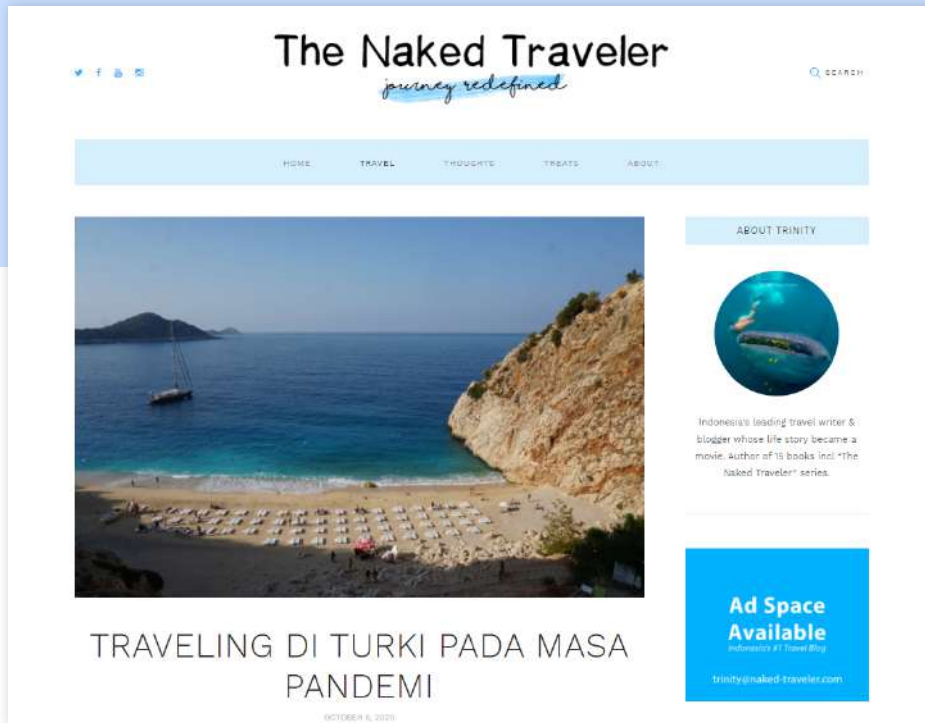 The Naked Traveler
journey redefined
SEARCH
HOME TRAVEL THOUGHTS TREATS ABOUT
ABOUT TRINITY
Indonesia's leading travel writer &
blogger whose life story became a
movie. Author of 15 books incl "The
Naked Traveler" series.
Ad Space
Available
Indonesia's #1 Travel Blog
trinity@naked-traveler.com
TRAVELING DI TURKI PADA MASA
PANDEMI